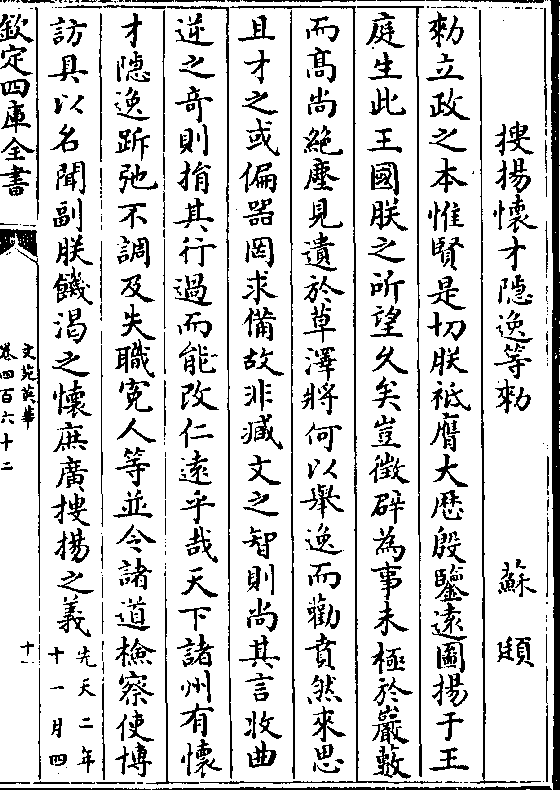 搜揚懷才隱逸等勅 蘇頲
勅立政之本惟賢是切朕祇膺大厯殷鑒遠圖揚于王
庭生此王國朕之所望久矣豈徵辟為事未極於巖藪
而髙尚絶塵見遺於草澤將何以舉逸而勸賁然來思
且才之或偏器罔求備故非臧文之智則尚其言收曲
逆之奇則捐其行過而能改仁遠乎哉天下諸州有懷
才隱逸跅弛不調及失職寃人等並令諸道檢察使博
訪具以名聞副朕饑渴之懷庶廣搜揚之義先天二年
十一月四
欽定四庫全書
文苑英華
卷四百六十二
十一